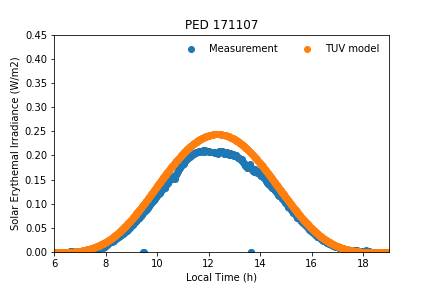 PED 171107
Measurement
TUV model
Solar Erythemal Irradiance (W/m2)
0.45
0.40
0.35
0.30
0.25
0.20
0.15
0.10
0.05
0.00
6 8 10 12 14 16 18
Local Time (h)